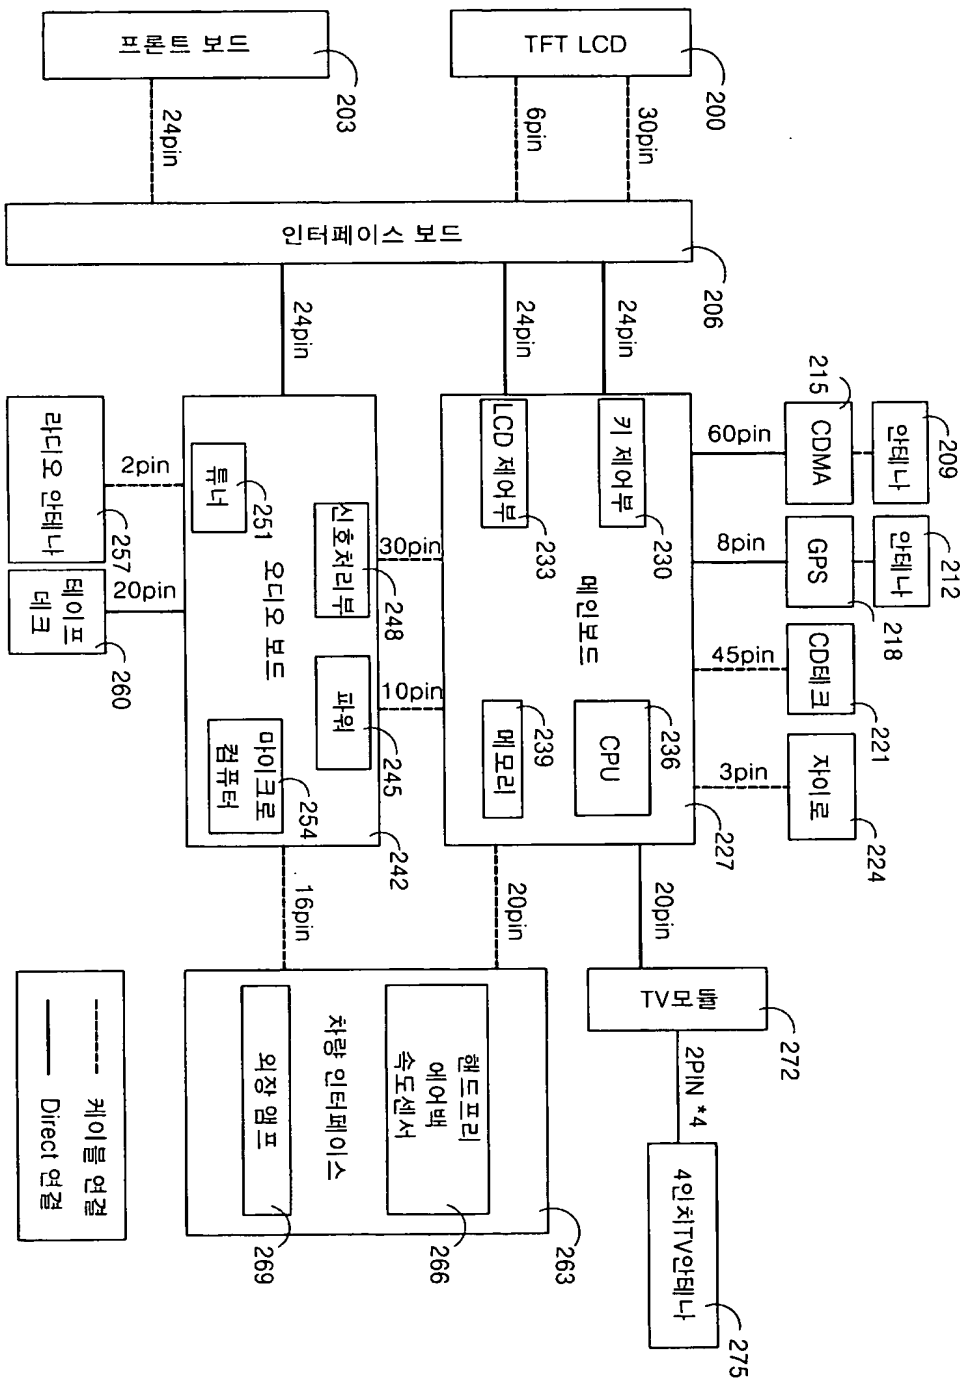 프론트 보드
203
TFT LCD
200
24pin
6pin
30pin
인터페이스 보드
206
24pin
24pin
24pin
215
CDMA
안테나
209
60pin
GPS
218
안테나
212
8pin
CD테크
221
45pin
자이로
224
3pin
키 제어부
230
LCD 제어부
233
메인보드
CPU
236
메모리
239
227
30pin
10pin
튜너
251
신호처리부
248
오디오 보드
파워
245
마이크로
컴퓨터
254
242
라디오 안테나
257
2pin
테이프
데크
260
20pin
16pin
20pin
20pin
TV모듈
272
2PIN *4
4인치TV안테나
275
핸드프리
에어백
속도센서
266
차량 인터페이스
외장 앰프
269
263
케이블 연결
Direct 연결